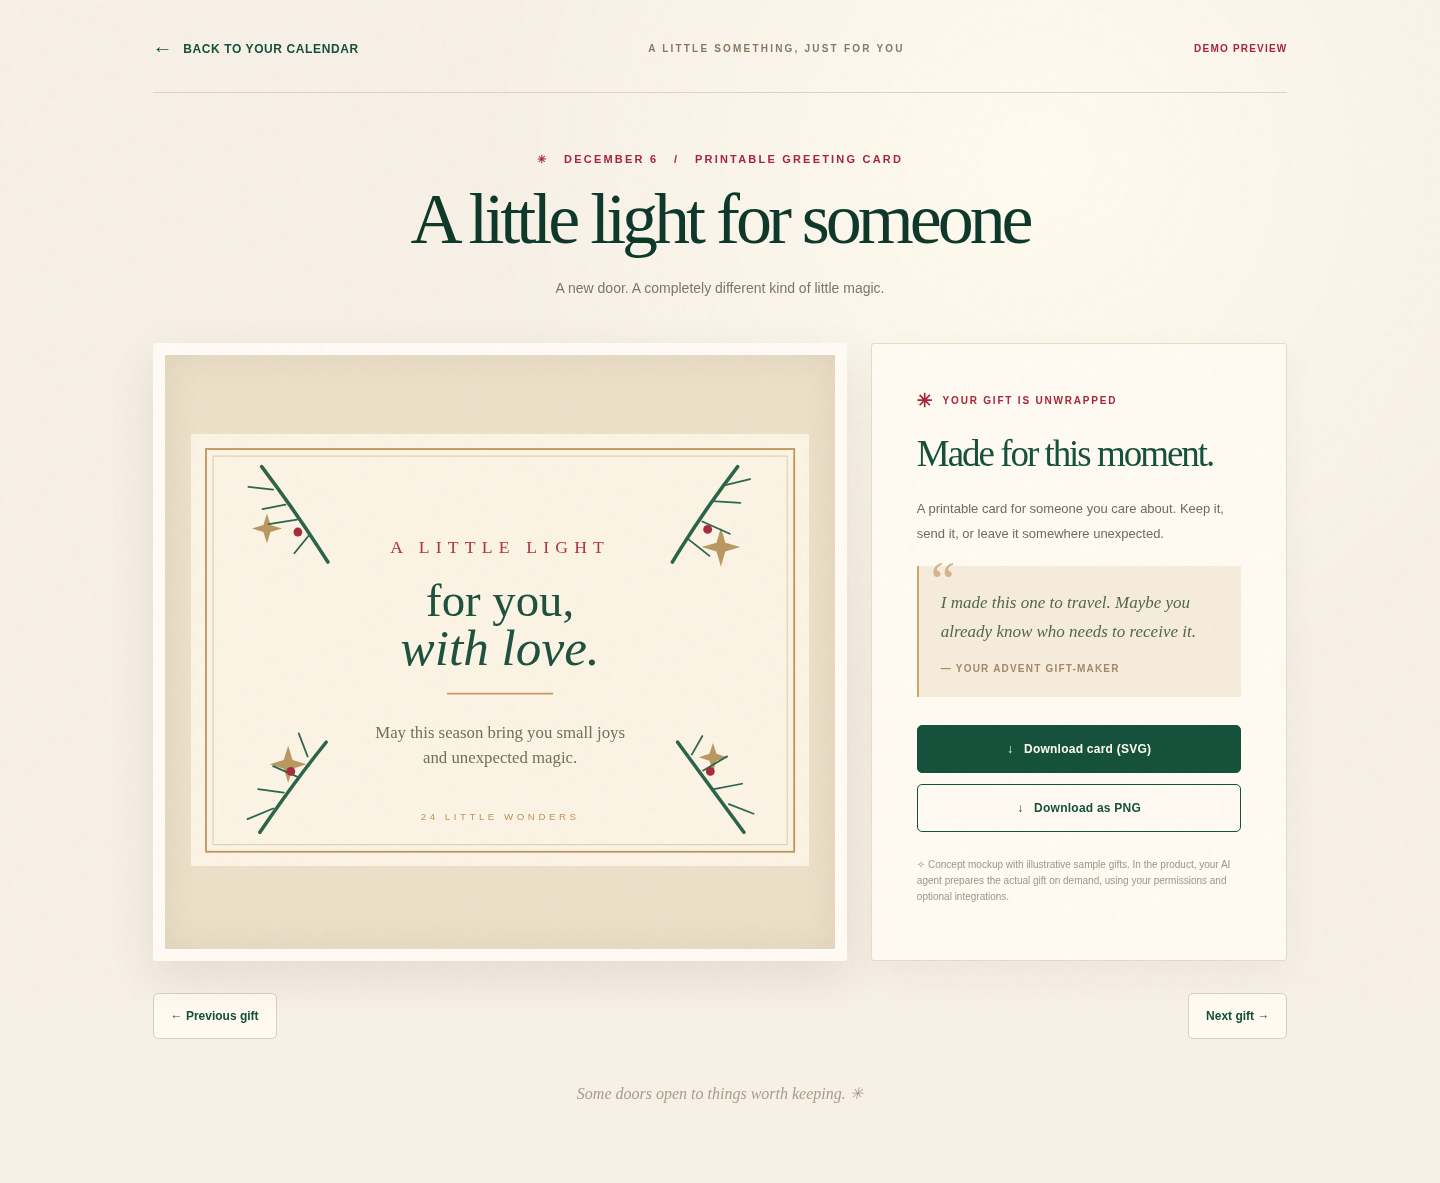 ← BACK TO YOUR CALENDAR
A LITTLE SOMETHING, JUST FOR YOU
DEMO PREVIEW
✳ DECEMBER 6 / PRINTABLE GREETING CARD
A little light for someone
A new door. A completely different kind of little magic.
A LITTLE LIGHT
for you,
with love.
May this season bring you small joys
and unexpected magic.
24 LITTLE WONDERS
✳ YOUR GIFT IS UNWRAPPED
Made for this moment.
A printable card for someone you care about. Keep it,
send it, or leave it somewhere unexpected.
“
I made this one to travel. Maybe you
already know who needs to receive it.
— YOUR ADVENT GIFT-MAKER
↓ Download card (SVG)
↓ Download as PNG
✧ Concept mockup with illustrative sample gifts. In the product, your AI
agent prepares the actual gift on demand, using your permissions and
optional integrations.
← Previous gift
Next gift →
Some doors open to things worth keeping. ✳